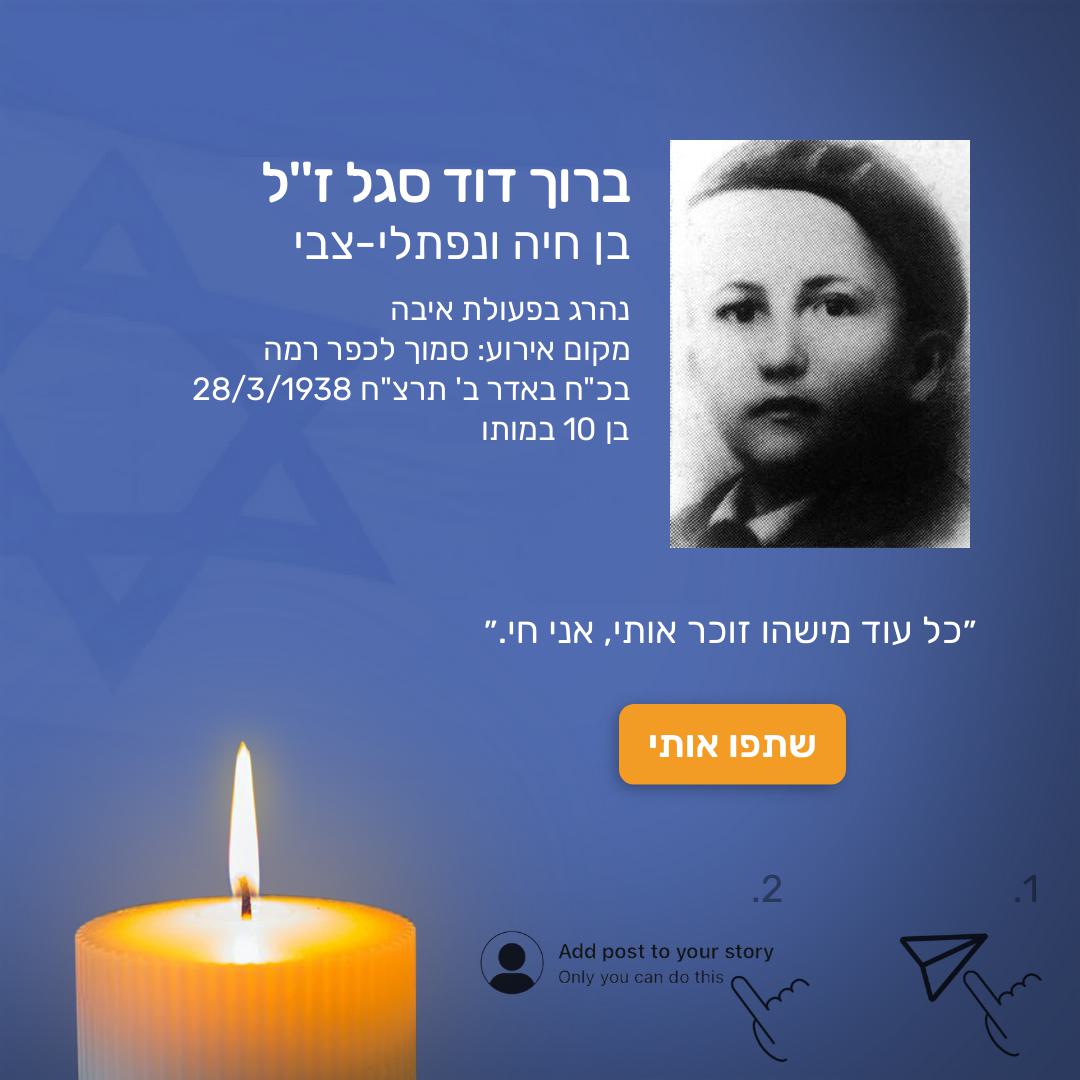 ברוך דוד סגל ז"ל
בן חיה ונפתלי-צבי
נהרג בפעולת איבה
מקום אירוע: סמוך לכפר רמה
בכ"ח באדר ב' תרצ"ח 28/3/1938
בן 10 במותו
״כל עוד מישהו זוכר אותי, אני חי.״
שתפו אותי
1.
2.
Add post to your story
Only you can do this